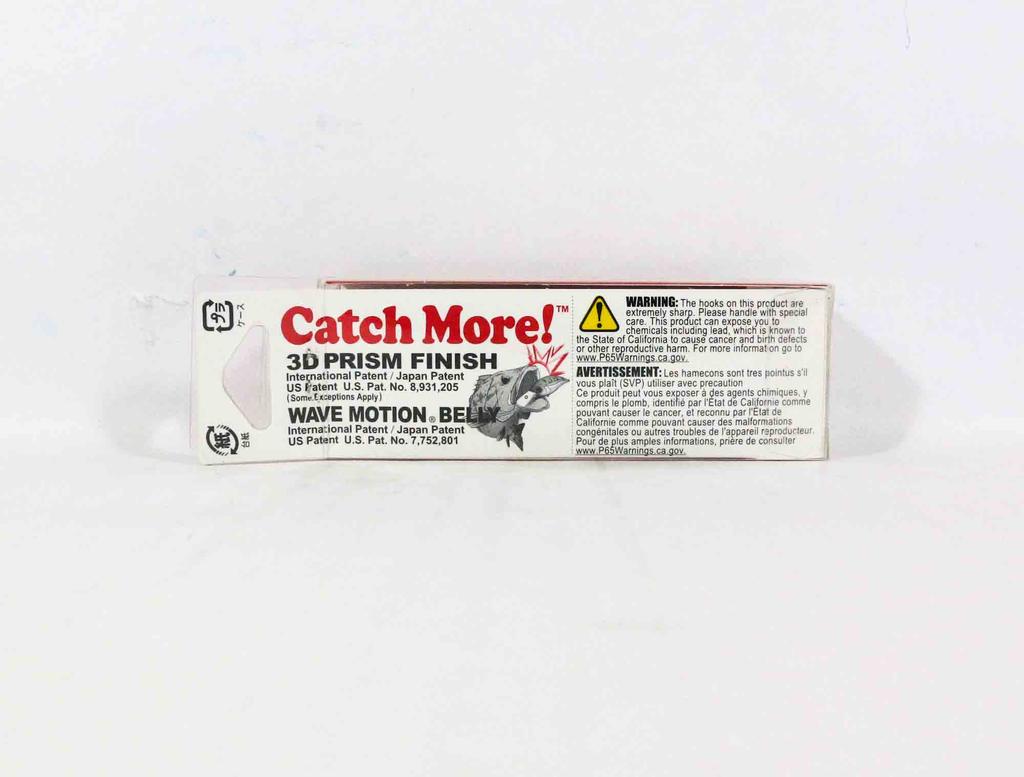 プラ
ケース
紙
台紙
Catch More!™
3D PRISM FINISH
International Patent / Japan Patent
US Patent U.S. Pat. No. 8,931,205
(Some Exceptions Apply)
WAVE MOTION® BELLY
International Patent / Japan Patent
US Patent U.S. Pat. No. 7,752,801
WARNING: The hooks on this product are
extremely sharp. Please handle with special
care. This product can expose you to
chemicals including lead, which is known to
the State of California to cause cancer and birth defects
or other reproductive harm. For more information go to
www.P65Warnings.ca.gov.
AVERTISSEMENT: Les hamecons sont tres pointus s'il
vous plaît (SVP) utiliser avec precaution
Ce produit peut vous exposer à des agents chimiques, y
compris le plomb, identifié par l'État de Californie comme
pouvant causer le cancer, et reconnu par l'État de
Californie comme pouvant causer des malformations
congénitales ou autres troubles de l'appareil reproducteur.
Pour de plus amples informations, prière de consulter
www.P65Warnings.ca.gov.